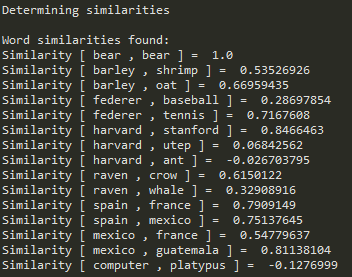 Determining similarities
Word similarities found:
Similarity [ bear , bear ] =  1.0
Similarity [ barley , shrimp ] =  0.53526926
Similarity [ barley , oat ] =  0.66959435
Similarity [ federer , baseball ] =  0.28697854
Similarity [ federer , tennis ] =  0.7167608
Similarity [ harvard , stanford ] =  0.8466463
Similarity [ harvard , utep ] =  0.06842562
Similarity [ harvard , ant ] =  -0.026703795
Similarity [ raven , crow ] =  0.6150122
Similarity [ raven , whale ] =  0.32908916
Similarity [ spain , france ] =  0.7909149
Similarity [ spain , mexico ] =  0.75137645
Similarity [ mexico , france ] =  0.54779637
Similarity [ mexico , guatemala ] =  0.81138104
Similarity [ computer , platypus ] =  -0.1276999